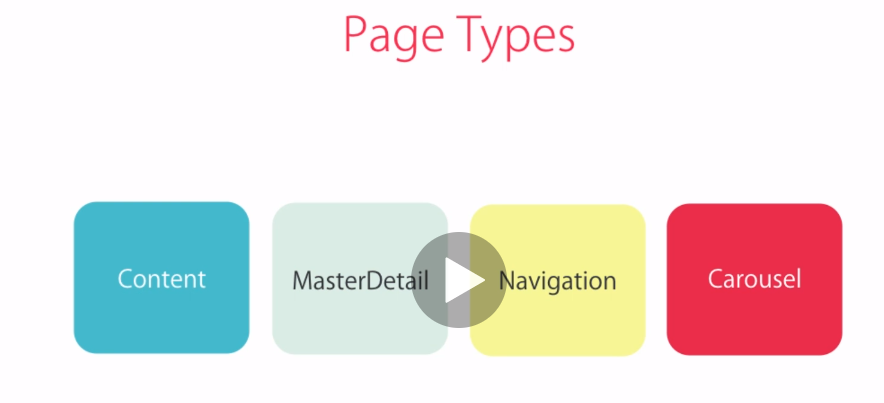 Page Types
Content
MasterDetail
Navigation
Carousel